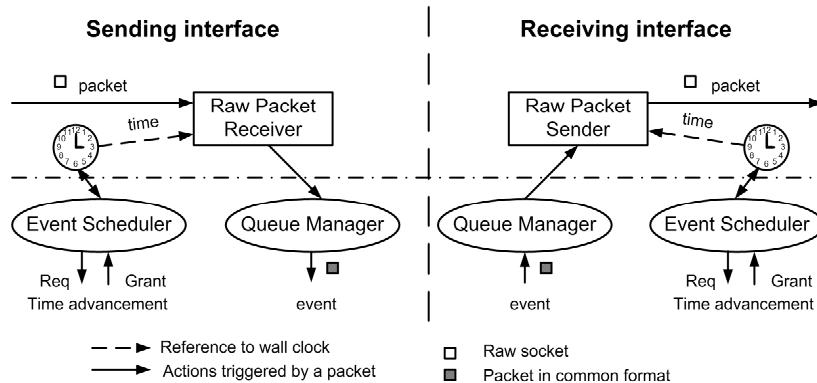 Sending interface
Receiving interface
packet
packet
time
time
Raw Packet
Receiver
Raw Packet
Sender
Event Scheduler
Queue Manager
Queue Manager
Event Scheduler
Req
Grant
Time advancement
event
event
Req
Grant
Time advancement
Reference to wall clock
Actions triggered by a packet
Raw socket
Packet in common format